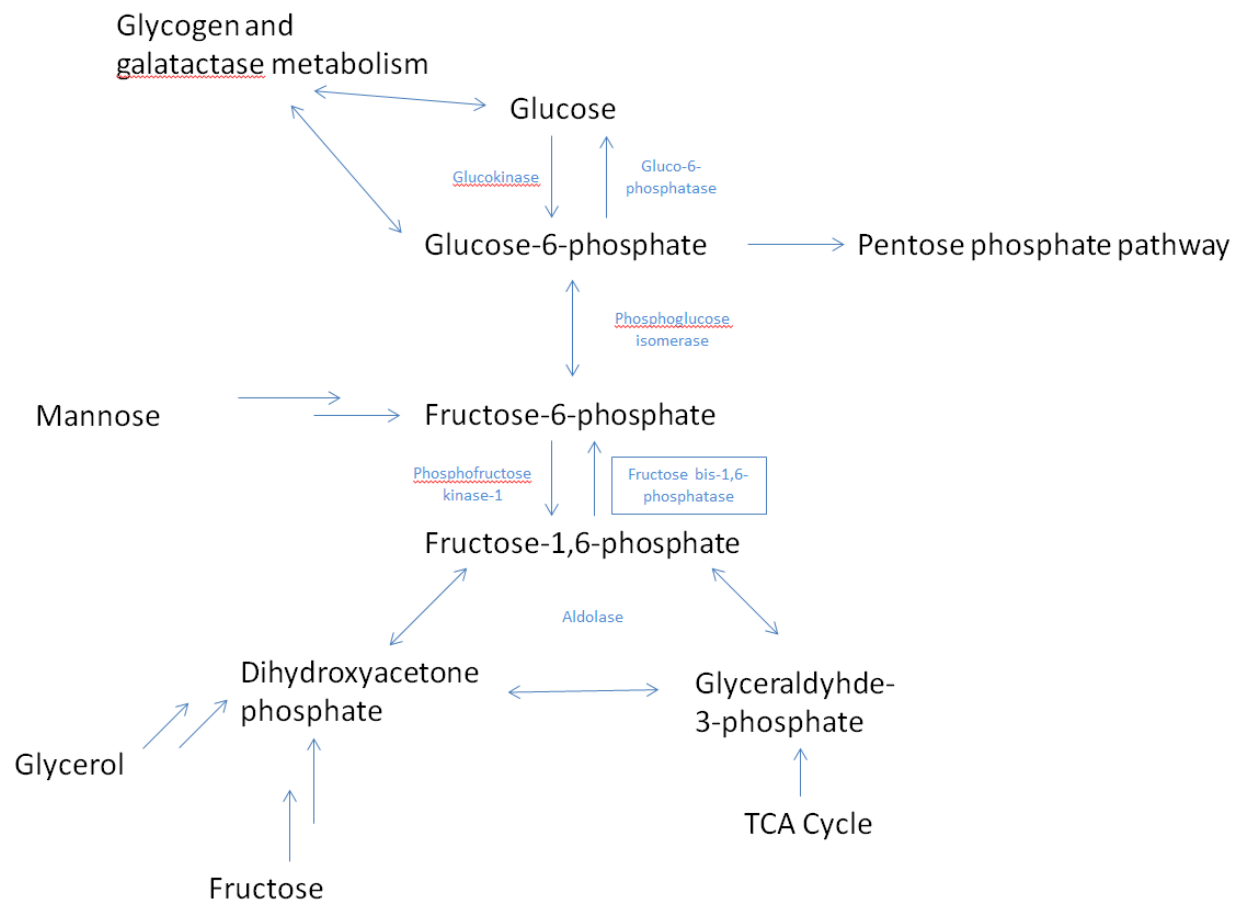 Glycogen and
galatactase metabolism
Glucose
Glucokinase
Gluco-6-
phosphatase
Glucose-6-phosphate
Pentose phosphate pathway
Phosphoglucose
isomerase
Mannose
Fructose-6-phosphate
Phosphofructose
kinase-1
Fructose bis-1,6-
phosphatase
Fructose-1,6-phosphate
Aldolase
Dihydroxyacetone
phosphate
Glyceraldyhde-
3-phosphate
Glycerol
TCA Cycle
Fructose